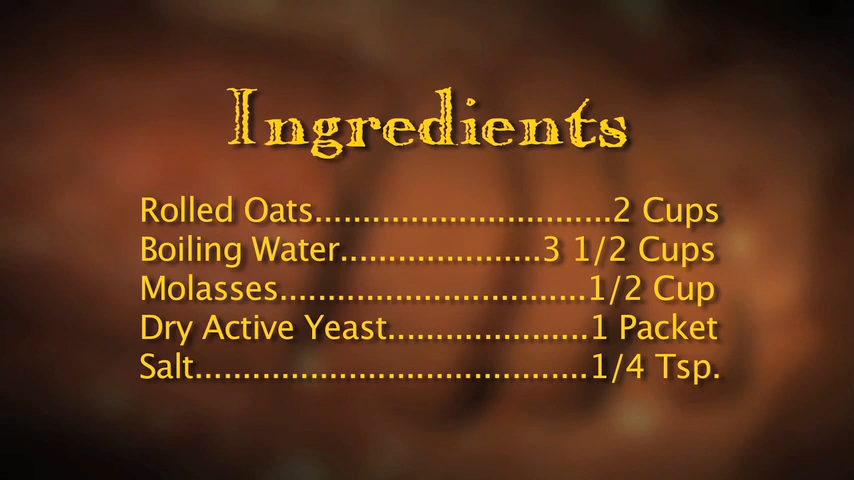 Ingredients
Rolled Oats...............................2 Cups
Boiling Water.....................3 1/2 Cups
Molasses................................1/2 Cup
Dry Active Yeast.....................1 Packet
Salt.........................................1/4 Tsp.